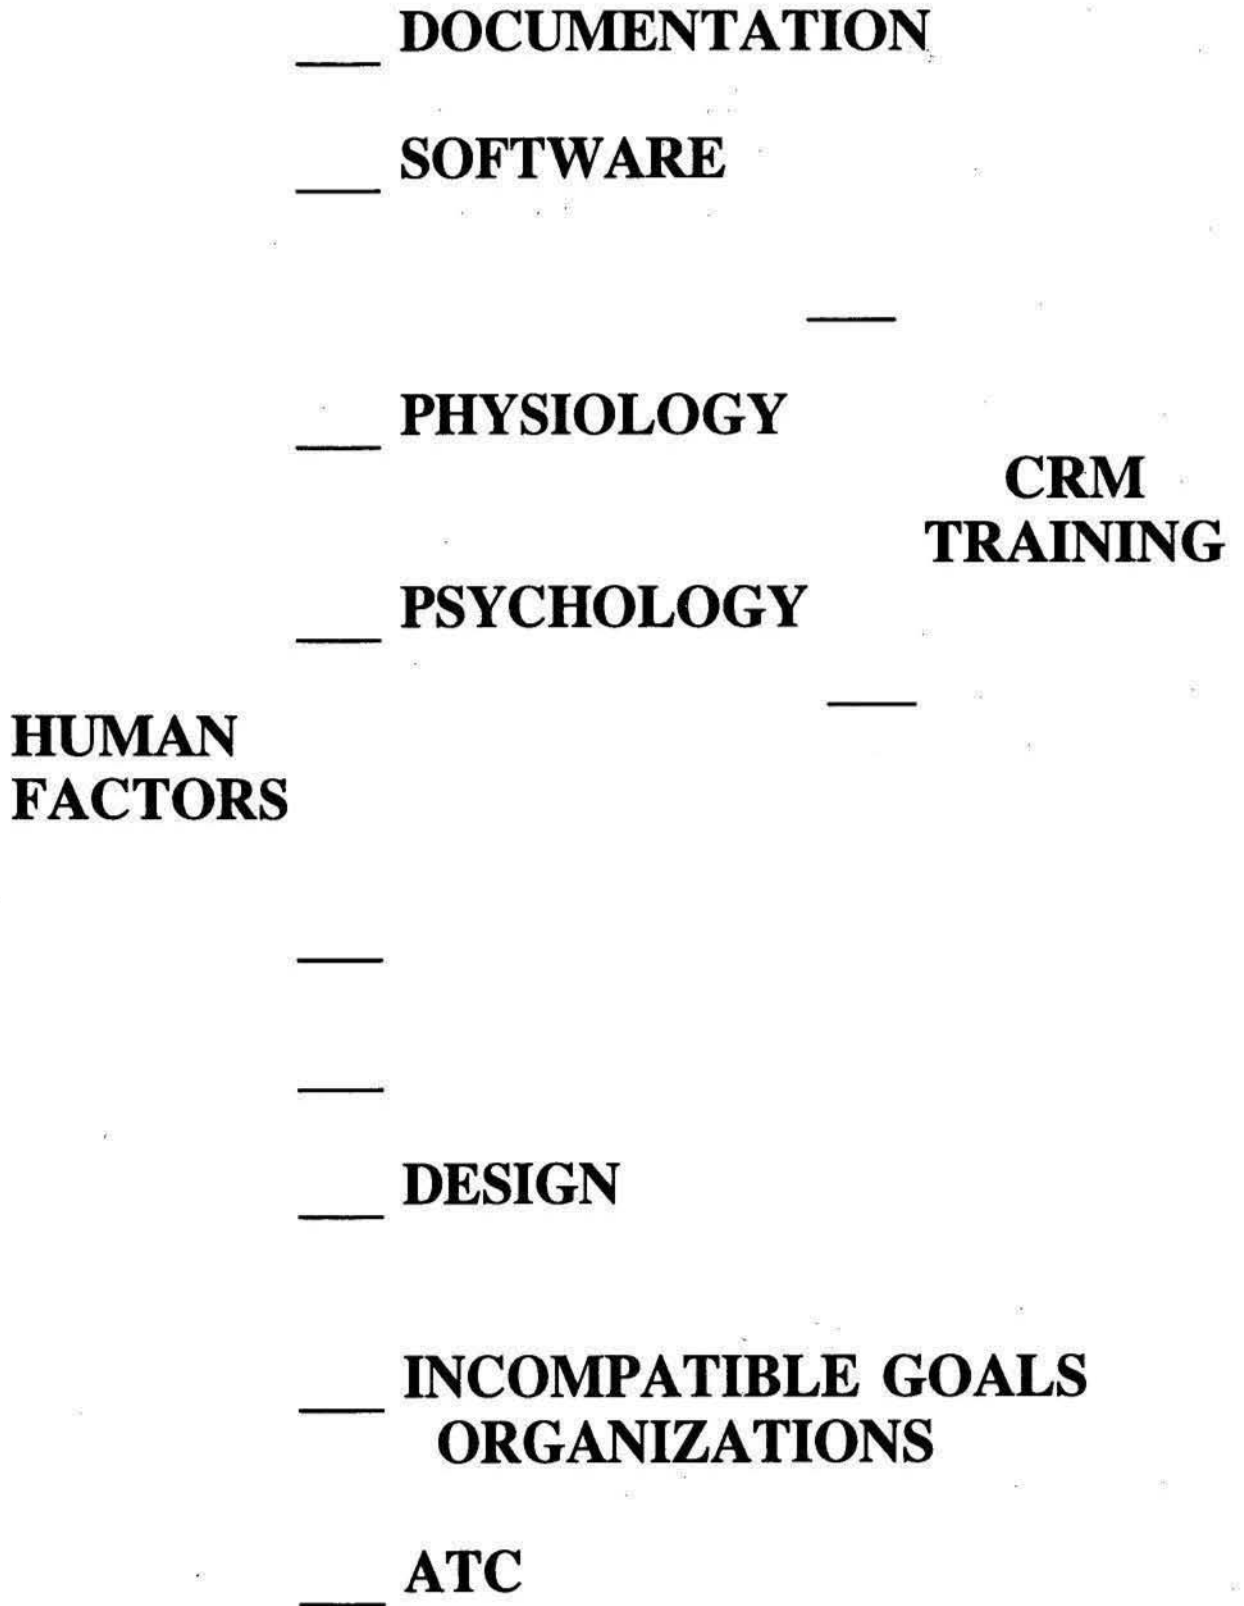 DOCUMENTATION
SOFTWARE
PHYSIOLOGY
CRM
TRAINING
PSYCHOLOGY
HUMAN
FACTORS
DESIGN
INCOMPATIBLE GOALS
ORGANIZATIONS
ATC